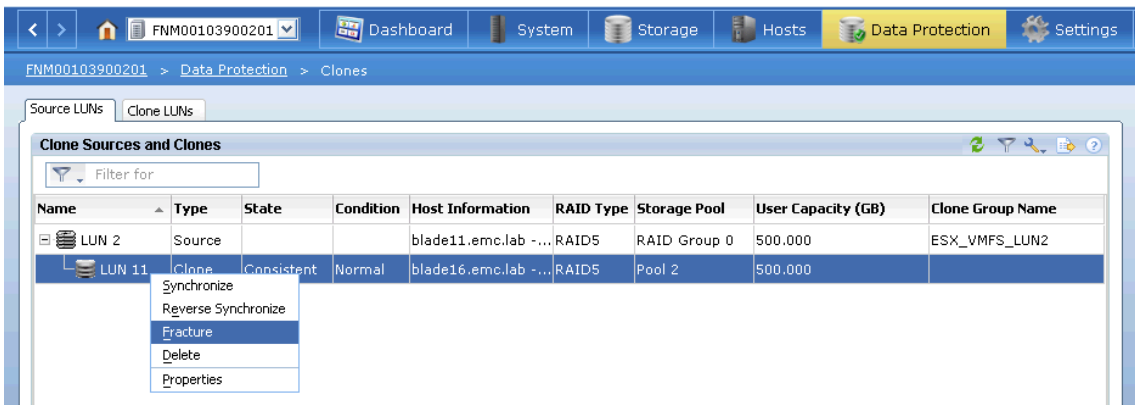 FNM00103900201 Dashboard System Storage Hosts Data Protection Settings
FNM00103900201 > Data Protection > Clones
Source LUNs Clone LUNs
Clone Sources and Clones
Filter for
Name Type State Condition Host Information RAID Type Storage Pool User Capacity (GB) Clone Group Name
LUN 2 Source blade11.emc.lab -... RAID5 RAID Group 0 500.000 ESX_VMFS_LUN2
LUN 11 Clone Consistent Normal blade16.emc.lab -... RAID5 Pool 2 500.000
Synchronize
Reverse Synchronize
Fracture
Delete
Properties